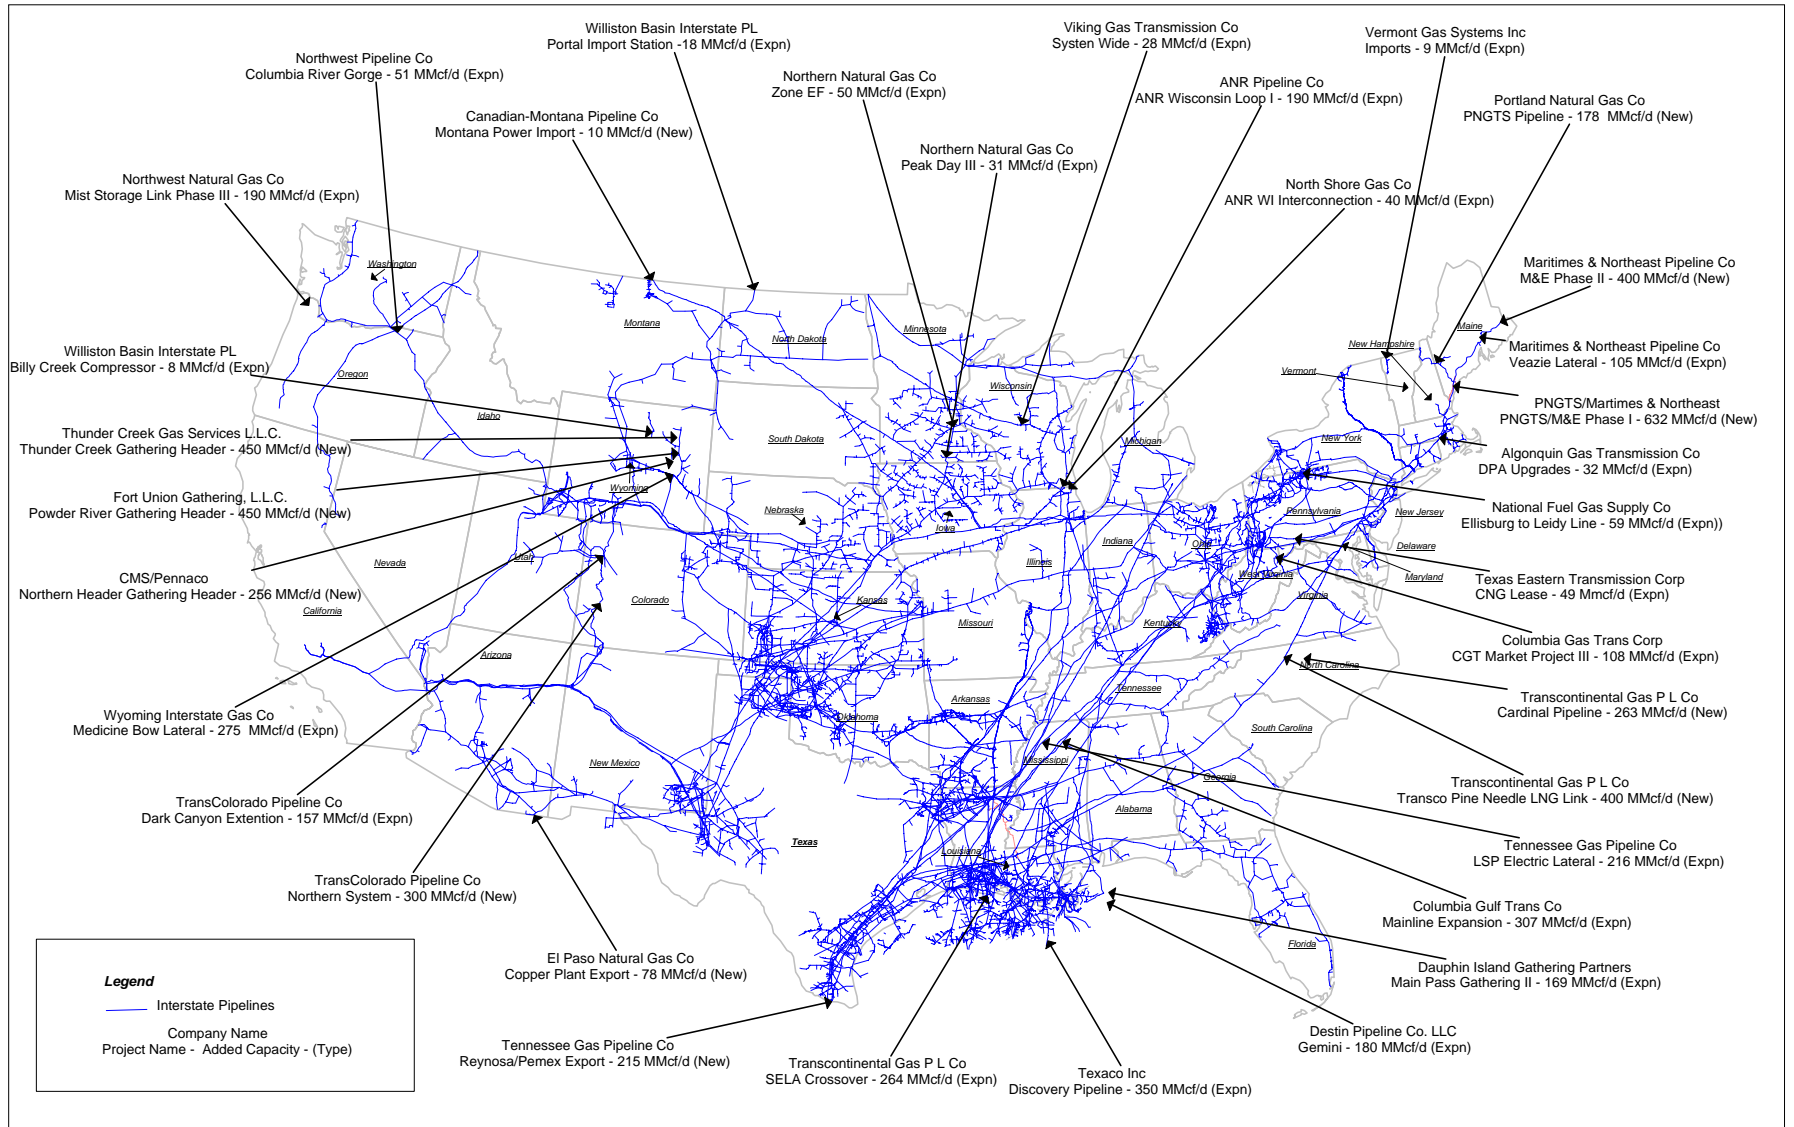 Williston Basin Interstate PL
Portal Import Station -18 MMcf/d (Expn)
Viking Gas Transmission Co
Systen Wide - 28 MMcf/d (Expn)
Vermont Gas Systems Inc
Imports - 9 MMcf/d (Expn)
Northwest Pipeline Co
Columbia River Gorge - 51 MMcf/d (Expn)
Northern Natural Gas Co
Zone EF - 50 MMcf/d (Expn)
ANR Pipeline Co
ANR Wisconsin Loop I - 190 MMcf/d (Expn)
Portland Natural Gas Co
PNGTS Pipeline - 178 MMcf/d (New)
Canadian-Montana Pipeline Co
Montana Power Import - 10 MMcf/d (New)
Northern Natural Gas Co
Peak Day III - 31 MMcf/d (Expn)
Northwest Natural Gas Co
Mist Storage Link Phase III - 190 MMcf/d (Expn)
North Shore Gas Co
ANR WI Interconnection - 40 MMcf/d (Expn)
Maritimes & Northeast Pipeline Co
M&E Phase II - 400 MMcf/d (New)
Washington
Montana
North Dakota
Minnesota
Maine
New Hampshire
Maritimes & Northeast Pipeline Co
Veazie Lateral - 105 MMcf/d (Expn)
Williston Basin Interstate PL
Billy Creek Compressor - 8 MMcf/d (Expn)
Oregon
Vermont
Wisconsin
PNGTS/Martimes & Northeast
PNGTS/M&E Phase I - 632 MMcf/d (New)
Idaho
Thunder Creek Gas Services L.L.C.
Thunder Creek Gathering Header - 450 MMcf/d (New)
South Dakota
Michigan
New York
Algonquin Gas Transmission Co
DPA Upgrades - 32 MMcf/d (Expn)
Fort Union Gathering, L.L.C.
Powder River Gathering Header - 450 MMcf/d (New)
Wyoming
Nebraska
Iowa
Pennsylvania
New Jersey
National Fuel Gas Supply Co
Ellisburg to Leidy Line - 59 MMcf/d (Expn))
Nevada
Utah
Illinois
Indiana
Ohio
Delaware
West Virginia
Maryland
CMS/Pennaco
Northern Header Gathering Header - 256 MMcf/d (New)
Texas Eastern Transmission Corp
CNG Lease - 49 Mmcf/d (Expn)
California
Colorado
Kansas
Missouri
Kentucky
Virginia
Columbia Gas Trans Corp
CGT Market Project III - 108 MMcf/d (Expn)
Arizona
North Carolina
Tennessee
Arkansas
Oklahoma
South Carolina
Transcontinental Gas P L Co
Cardinal Pipeline - 263 MMcf/d (New)
Wyoming Interstate Gas Co
Medicine Bow Lateral - 275 MMcf/d (Expn)
New Mexico
Mississippi
Georgia
Alabama
Transcontinental Gas P L Co
Transco Pine Needle LNG Link - 400 MMcf/d (New)
TransColorado Pipeline Co
Dark Canyon Extention - 157 MMcf/d (Expn)
Texas
Louisiana
Tennessee Gas Pipeline Co
LSP Electric Lateral - 216 MMcf/d (Expn)
TransColorado Pipeline Co
Northern System - 300 MMcf/d (New)
Columbia Gulf Trans Co
Mainline Expansion - 307 MMcf/d (Expn)
Florida
El Paso Natural Gas Co
Copper Plant Export - 78 MMcf/d (New)
Dauphin Island Gathering Partners
Main Pass Gathering II - 169 MMcf/d (Expn)
Legend
Interstate Pipelines
Company Name
Project Name - Added Capacity - (Type)
Destin Pipeline Co. LLC
Gemini - 180 MMcf/d (Expn)
Tennessee Gas Pipeline Co
Reynosa/Pemex Export - 215 MMcf/d (New)
Transcontinental Gas P L Co
SELA Crossover - 264 MMcf/d (Expn)
Texaco Inc
Discovery Pipeline - 350 MMcf/d (Expn)